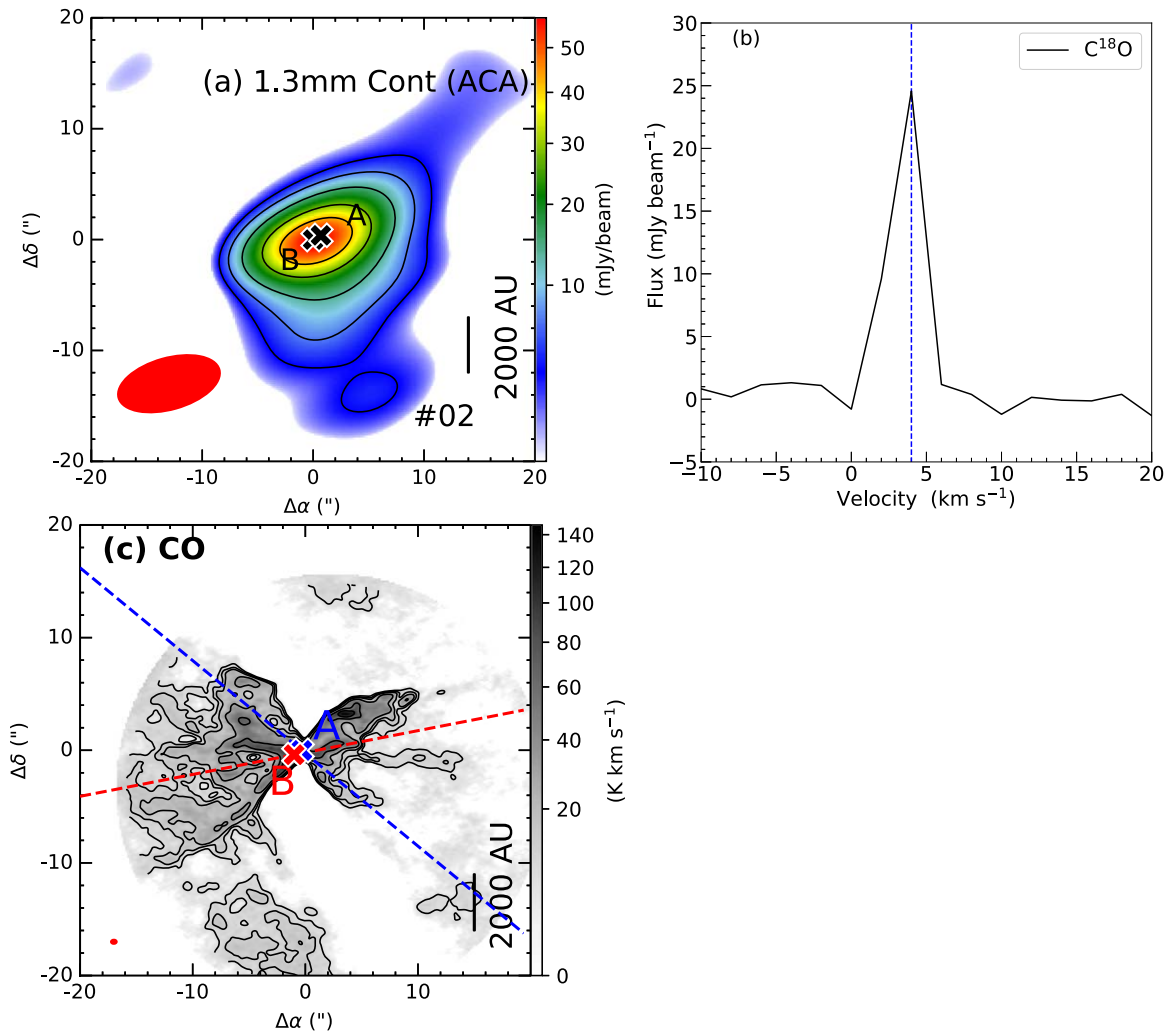 20
10
0
−10
−20
−20
−10
0
10
20
Δδ (")
Δα (")
(a) 1.3mm Cont (ACA)
A
B
2000 AU
#02
50
40
30
20
10
(mJy/beam)
(b)
C¹⁸O
30
25
20
15
10
5
0
−5
−10
−5
0
5
10
15
20
Flux (mJy beam⁻¹)
Velocity (km s⁻¹)
(c) CO
A
B
2000 AU
20
10
0
-10
-20
-20
-10
0
10
Δδ (")
Δα (")
140
120
100
80
60
40
20
0
(K km s⁻¹)